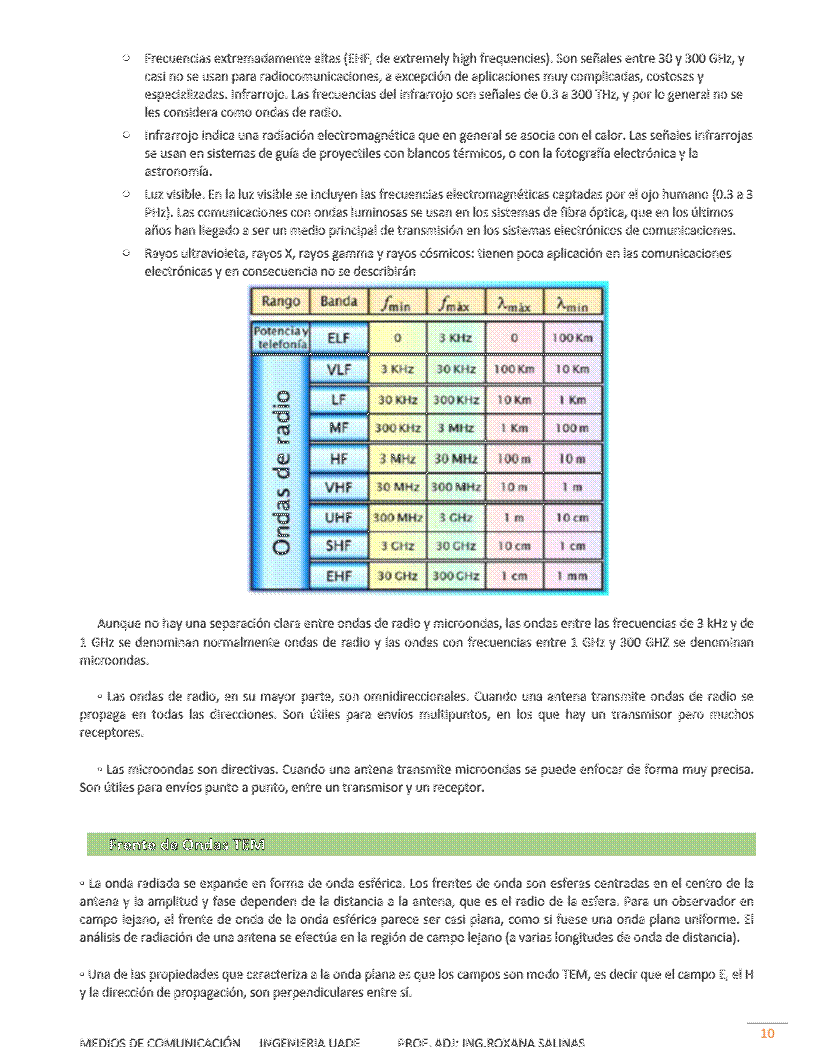 ○ Frecuencias extremadamente altas (EHF, de extremely high frequencies). Son señales entre 30 y 300 GHz, y
casi no se usan para radiocomunicaciones, a excepción de aplicaciones muy complicadas, costosas y
especializadas. Infrarrojo. Las frecuencias del infrarrojo son señales de 0.3 a 300 THz, y por lo general no se
les considera como ondas de radio.
○ Infrarrojo indica una radiación electromagnética que en general se asocia con el calor. Las señales infrarrojas
se usan en sistemas de guía de proyectiles con blancos térmicos, o con la fotografía electrónica y la
astronomía.
○ Luz visible. En la luz visible se incluyen las frecuencias electromagnéticas captadas por el ojo humano (0.3 a 3
PHz). Las comunicaciones con ondas luminosas se usan en los sistemas de fibra óptica, que en los últimos
años han llegado a ser un medio principal de transmisión en los sistemas electrónicos de comunicaciones.
○ Rayos ultravioleta, rayos X, rayos gamma y rayos cósmicos: tienen poca aplicación en las comunicaciones
electrónicas y en consecuencia no se describirán
Rango Banda fmin fmàx λmàx λmin
Potencia y telefonía ELF 0 3 KHz 0 100 Km
Ondas de radio
VLF 3 KHz 30 KHz 100 Km 10 Km
LF 30 KHz 300 KHz 10 Km 1 Km
MF 300 KHz 3 MHz 1 Km 100 m
HF 3 MHz 30 MHz 100 m 10 m
VHF 30 MHz 300 MHz 10 m 1 m
UHF 300 MHz 3 GHz 1 m 10 cm
SHF 3 GHz 30 GHz 10 cm 1 cm
EHF 30 GHz 300 GHz 1 cm 1 mm
Aunque no hay una separación clara entre ondas de radio y microondas, las ondas entre las frecuencias de 3 kHz y de
1 GHz se denominan normalmente ondas de radio y las ondas con frecuencias entre 1 GHz y 300 GHZ se denominan
microondas.
◦ Las ondas de radio, en su mayor parte, son omnidireccionales. Cuando una antena transmite ondas de radio se
propaga en todas las direcciones. Son útiles para envíos multipuntos, en los que hay un transmisor pero muchos
receptores.
◦ Las microondas son directivas. Cuando una antena transmite microondas se puede enfocar de forma muy precisa.
Son útiles para envíos punto a punto, entre un transmisor y un receptor.
Frente de Ondas TEM
◦ La onda radiada se expande en forma de onda esférica. Los frentes de onda son esferas centradas en el centro de la
antena y la amplitud y fase dependen de la distancia a la antena, que es el radio de la esfera. Para un observador en
campo lejano, el frente de onda de la onda esférica parece ser casi plana, como si fuese una onda plana uniforme. El
análisis de radiación de una antena se efectúa en la región de campo lejano (a varias longitudes de onda de distancia).
◦ Una de las propiedades que caracteriza a la onda plana es que los campos son modo TEM, es decir que el campo E, el H
y la dirección de propagación, son perpendiculares entre sí.
10
MEDIOS DE COMUNICACIÓN INGENIERIA UADE PROF. ADJ: ING.ROXANA SALINAS